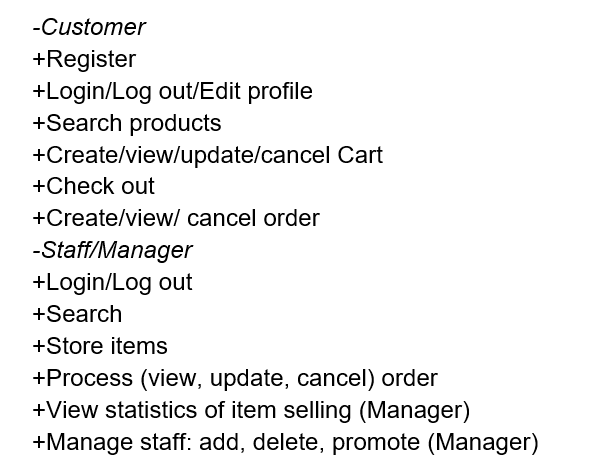 -Customer
+Register
+Login/Log out/Edit profile
+Search products
+Create/view/update/cancel Cart
+Check out
+Create/view/ cancel order
-Staff/Manager
+Login/Log out
+Search
+Store items
+Process (view, update, cancel) order
+View statistics of item selling (Manager)
+Manage staff: add, delete, promote (Manager)